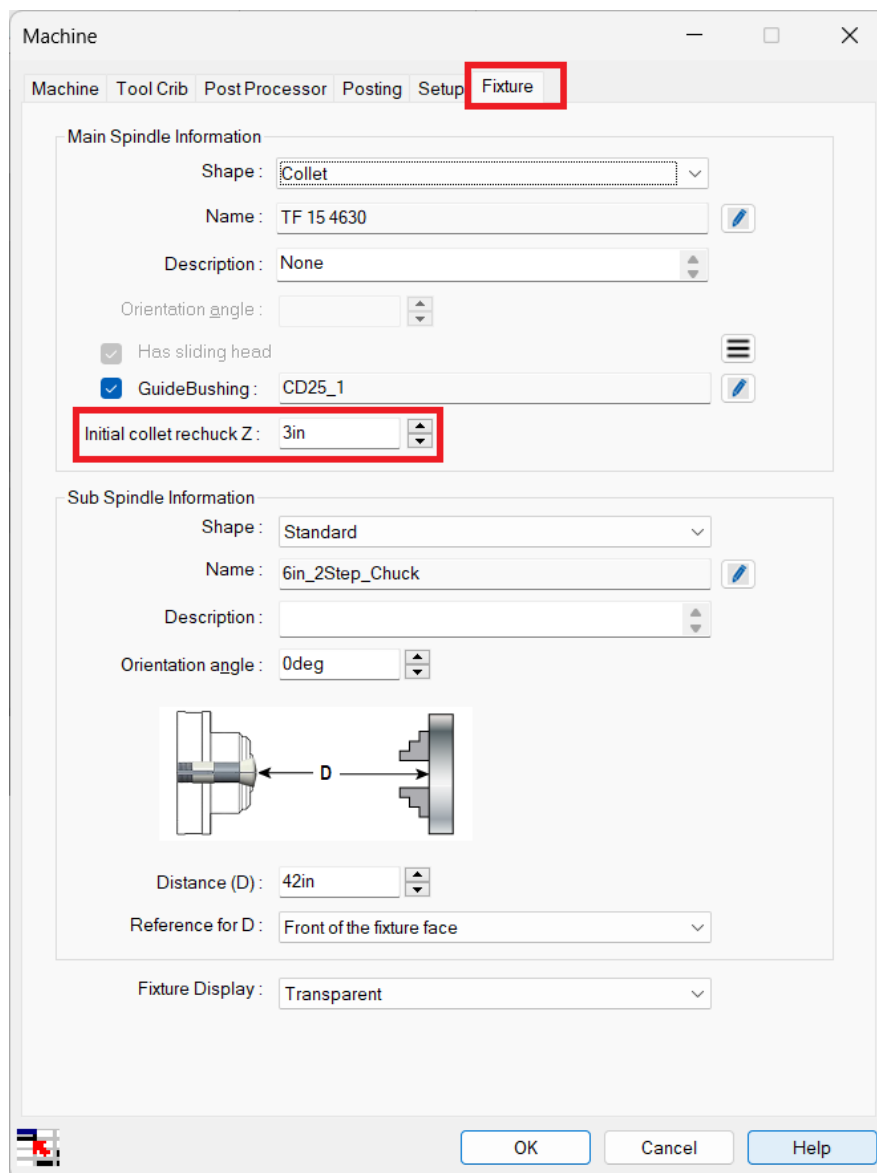 Machine
Machine Tool Crib Post Processor Posting Setup Fixture
Main Spindle Information
Shape : Collet
Name : TF 15 4630
Description : None
Orientation angle :
Has sliding head
GuideBushing : CD25_1
Initial collet rechuck Z : 3in
Sub Spindle Information
Shape : Standard
Name : 6in_2Step_Chuck
Description :
Orientation angle : 0deg
D
Distance (D) : 42in
Reference for D : Front of the fixture face
Fixture Display : Transparent
OK Cancel Help